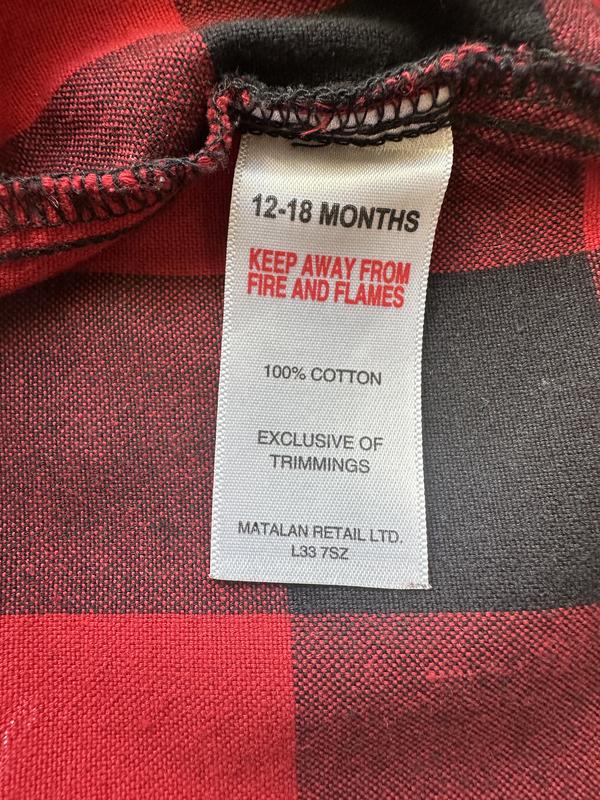 12-18 MONTHS
KEEP AWAY FROM
FIRE AND FLAMES
100% COTTON
EXCLUSIVE OF
TRIMMINGS
MATALAN RETAIL LTD.
L33 7SZ